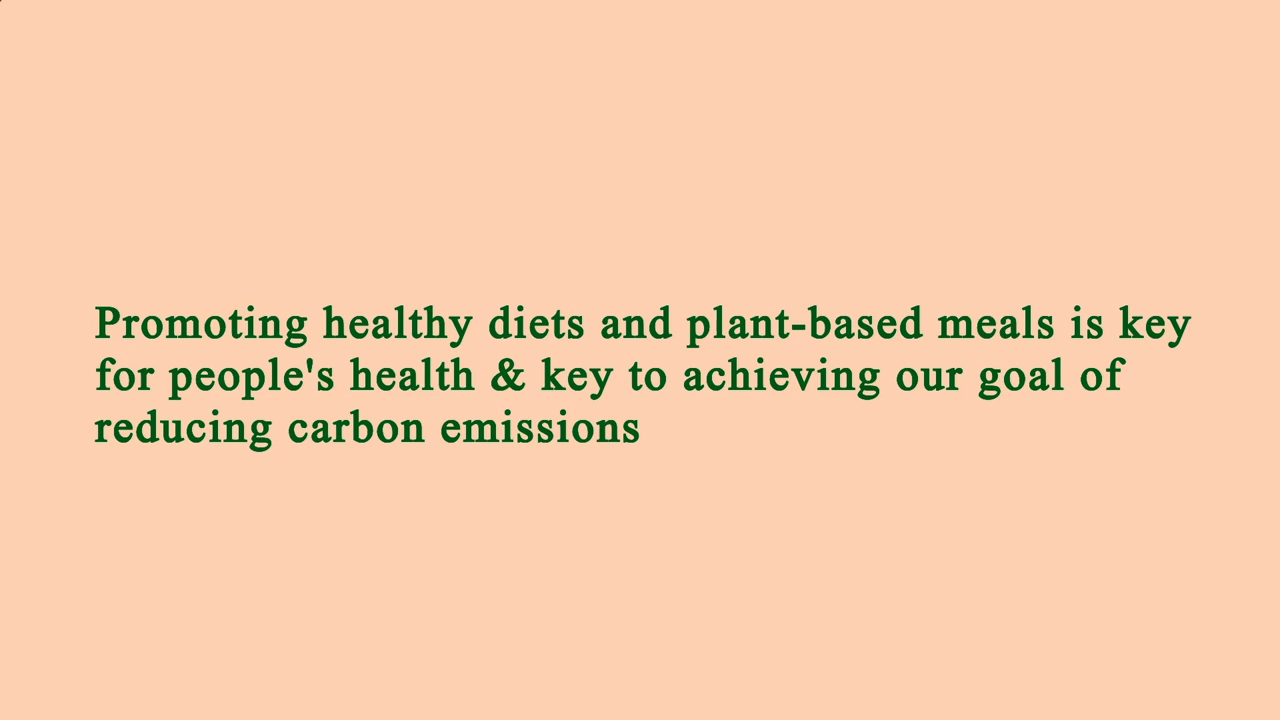 Promoting healthy diets and plant-based meals is key
for people's health & key to achieving our goal of
reducing carbon emissions